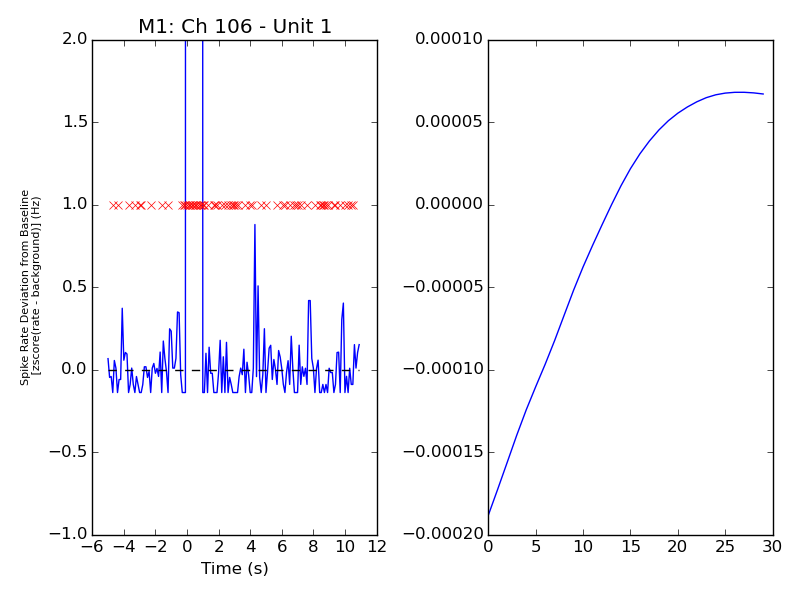 M1: Ch 106 - Unit 1
2.0
1.5
1.0
0.5
0.0
−0.5
−1.0
Spike Rate Deviation from Baseline
[zscore(rate - background)] (Hz)
−6 −4 −2 0 2 4 6 8 10 12
Time (s)
0.00010
0.00005
0.00000
−0.00005
−0.00010
−0.00015
−0.00020
0 5 10 15 20 25 30